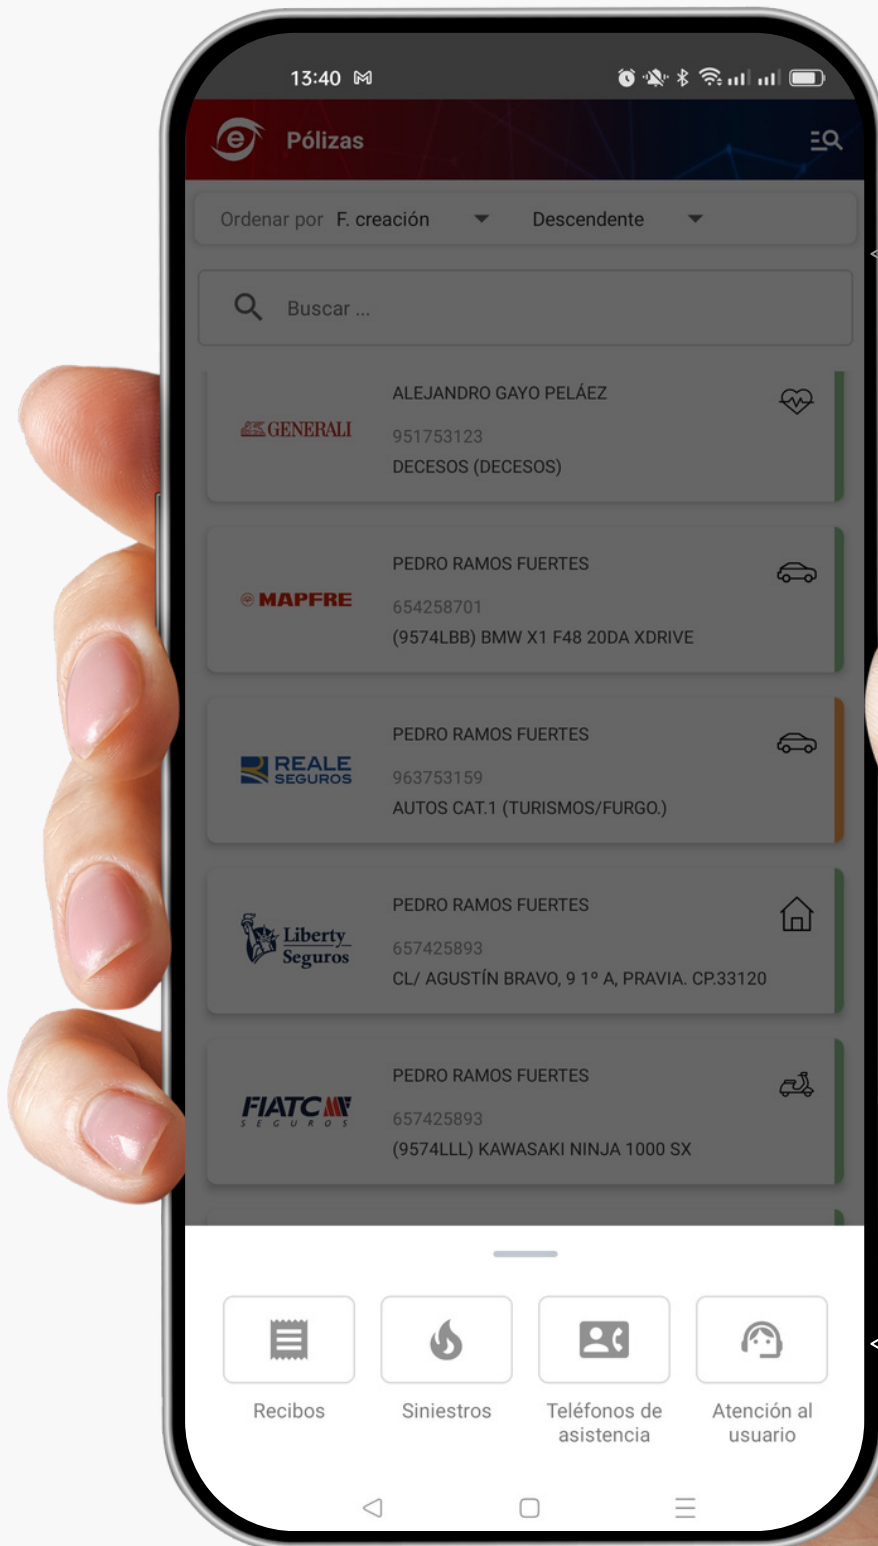 13:40
e Pólizas
Ordenar por F. creación Descendente
Buscar ...
GENERALI
ALEJANDRO GAYO PELÁEZ
951753123
DECESOS (DECESOS)
MAPFRE
PEDRO RAMOS FUERTES
654258701
(9574LBB) BMW X1 F48 20DA XDRIVE
REALE
SEGUROS
PEDRO RAMOS FUERTES
963753159
AUTOS CAT.1 (TURISMOS/FURGO.)
Liberty
Seguros
PEDRO RAMOS FUERTES
657425893
CL/ AGUSTÍN BRAVO, 9 1º A, PRAVIA. CP.33120
FIATC
SEGUROS
PEDRO RAMOS FUERTES
657425893
(9574LLL) KAWASAKI NINJA 1000 SX
Recibos
Siniestros
Teléfonos de
asistencia
Atención al
usuario